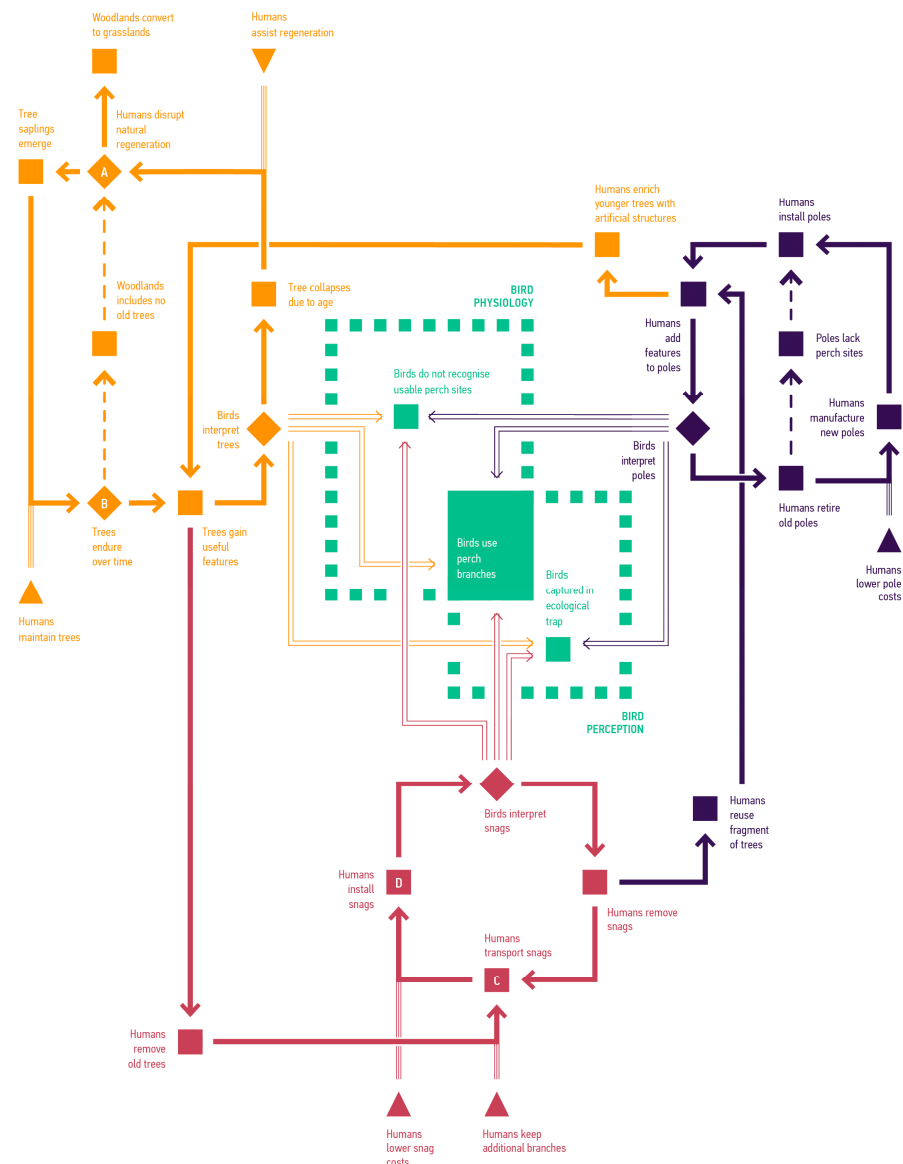 Woodlands convert
to grasslands
Humans
assist regeneration
Tree
saplings
emerge
Humans disrupt
natural
regeneration
A
Humans enrich
younger trees with
artificial structures
Humans
install poles
Woodlands
includes no
old trees
Tree collapses
due to age
BIRD
PHYSIOLOGY
Humans
add
features
to poles
Poles lack
perch sites
Birds do not recognise
usable perch sites
Birds
interpret
trees
Humans
manufacture
new poles
Birds
interpret
poles
B
Trees
endure
over time
Trees gain
useful
features
Humans retire
old poles
Birds use
perch
branches
Birds
captured in
ecological
trap
Humans
lower pole
costs
Humans
maintain trees
BIRD
PERCEPTION
Birds interpret
snags
Humans
reuse
fragment
of trees
Humans
install
snags
D
Humans remove
snags
Humans
transport snags
C
Humans
remove
old trees
Humans
lower snag
costs
Humans keep
additional branches